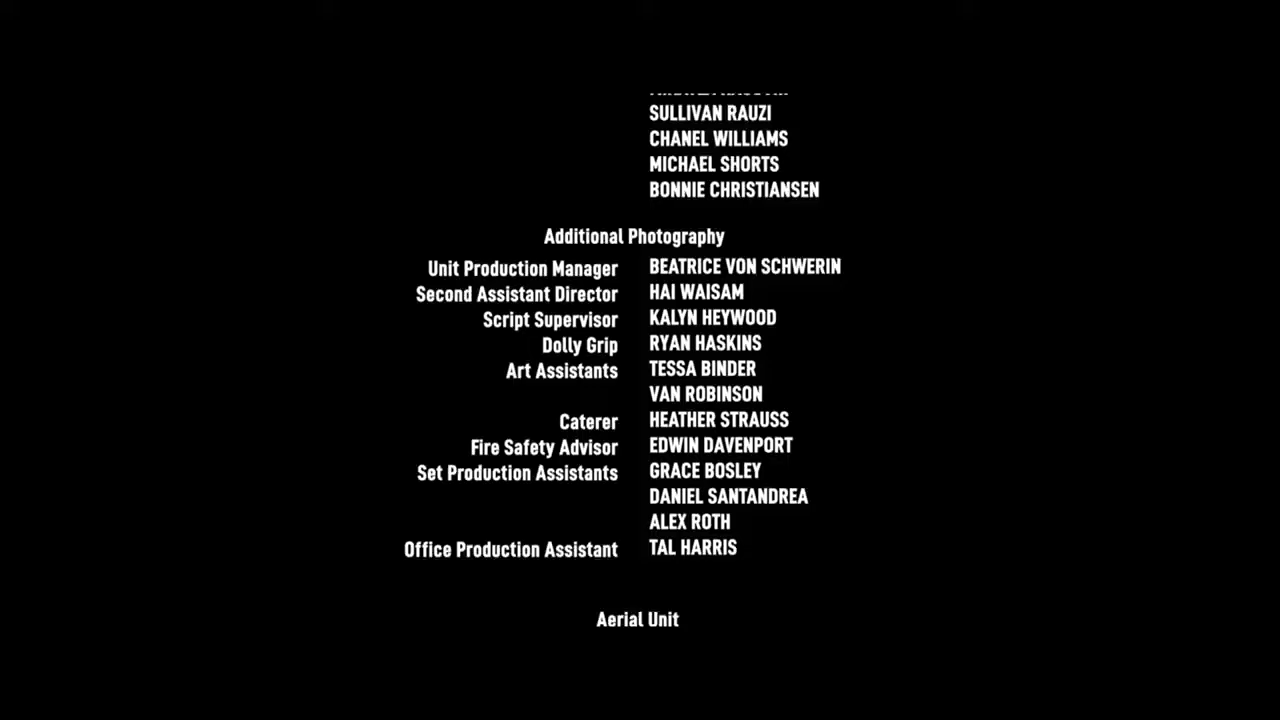 SULLIVAN RAUZI
CHANEL WILLIAMS
MICHAEL SHORTS
BONNIE CHRISTIANSEN
Additional Photography
Unit Production Manager BEATRICE VON SCHWERIN
Second Assistant Director HAI WAISAM
Script Supervisor KALYN HEYWOOD
Dolly Grip RYAN HASKINS
Art Assistants TESSA BINDER
VAN ROBINSON
Caterer HEATHER STRAUSS
Fire Safety Advisor EDWIN DAVENPORT
Set Production Assistants GRACE BOSLEY
DANIEL SANTANDREA
ALEX ROTH
Office Production Assistant TAL HARRIS
Aerial Unit